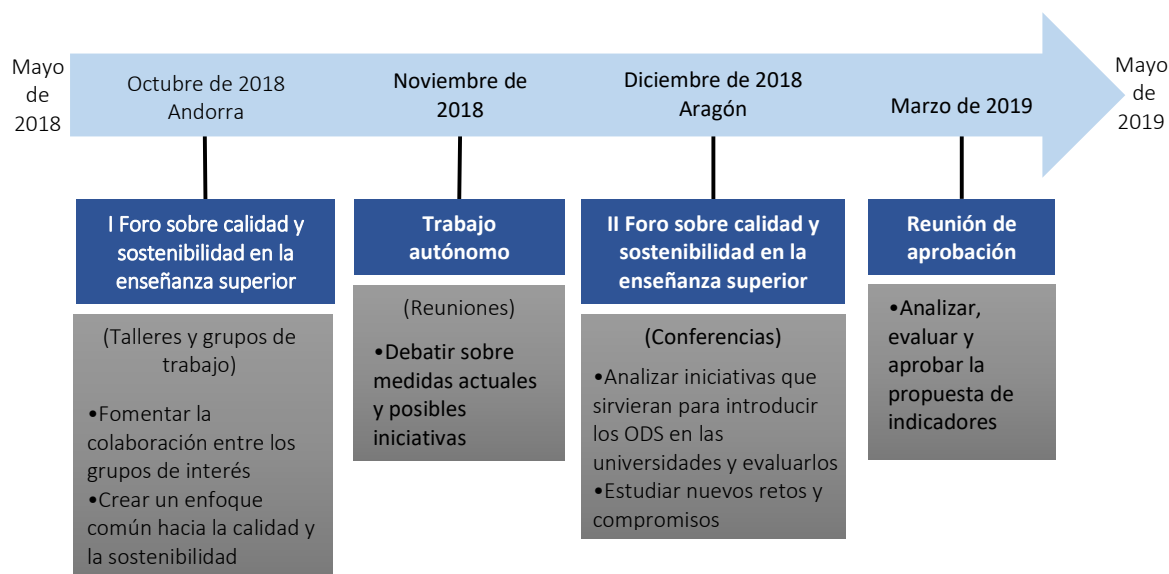 Mayo
de
2018
Octubre de 2018
Andorra
Noviembre de
2018
Diciembre de 2018
Aragón
Marzo de 2019
Mayo
de
2019
I Foro sobre calidad y
sostenibilidad en la
enseñanza superior
(Talleres y grupos de
trabajo)
•Fomentar la
colaboración entre los
grupos de interés
•Crear un enfoque
común hacia la calidad y
la sostenibilidad
Trabajo
autónomo
(Reuniones)
•Debatir sobre
medidas actuales
y posibles
iniciativas
II Foro sobre calidad y
sostenibilidad en la
enseñanza superior
(Conferencias)
•Analizar iniciativas que
sirvieran para introducir
los ODS en las
universidades y evaluarlos
•Estudiar nuevos retos y
compromisos
Reunión de
aprobación
•Analizar,
evaluar y
aprobar la
propuesta de
indicadores